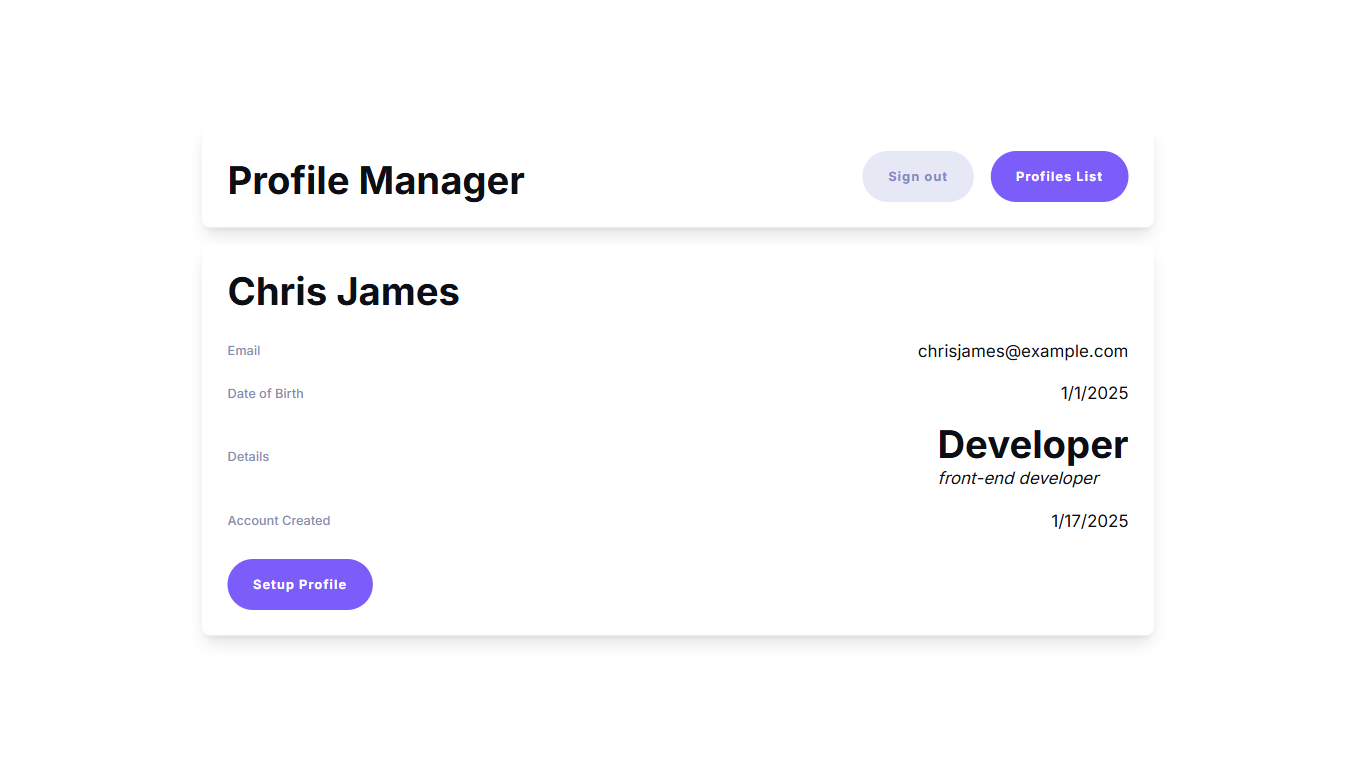 Profile Manager
Sign out
Profiles List
Chris James
Email
chrisjames@example.com
Date of Birth
1/1/2025
Details
Developer
front-end developer
Account Created
1/17/2025
Setup Profile